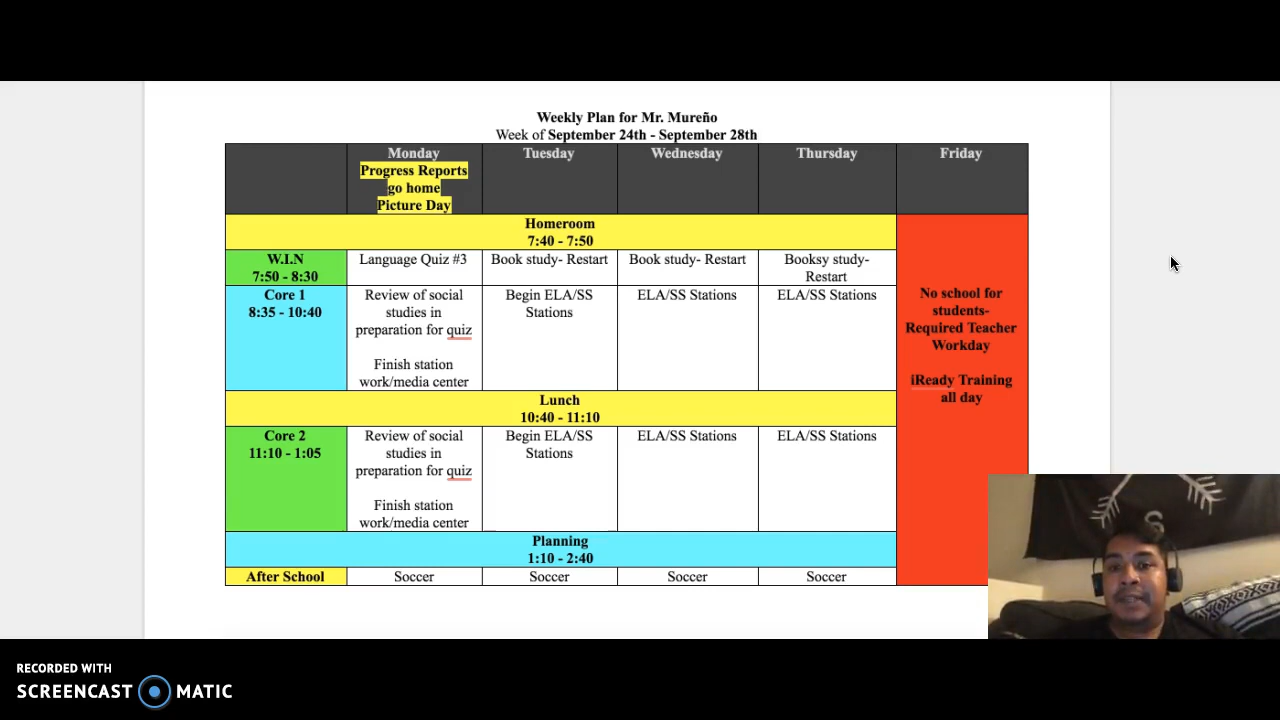 Weekly Plan for Mr. Mureño
Week of September 24th - September 28th
Monday
Progress Reports
go home
Picture Day
Tuesday
Wednesday
Thursday
Friday
Homeroom
7:40 - 7:50
W.I.N
7:50 - 8:30
Language Quiz #3
Book study- Restart
Book study- Restart
Booksy study-
Restart
Core 1
8:35 - 10:40
Review of social
studies in
preparation for quiz
Finish station
work/media center
Begin ELA/SS
Stations
ELA/SS Stations
ELA/SS Stations
No school for
students-
Required Teacher
Workday
iReady Training
all day
Lunch
10:40 - 11:10
Core 2
11:10 - 1:05
Review of social
studies in
preparation for quiz
Finish station
work/media center
Begin ELA/SS
Stations
ELA/SS Stations
ELA/SS Stations
Planning
1:10 - 2:40
After School
Soccer
Soccer
Soccer
Soccer
S
RECORDED WITH
SCREENCAST MATIC